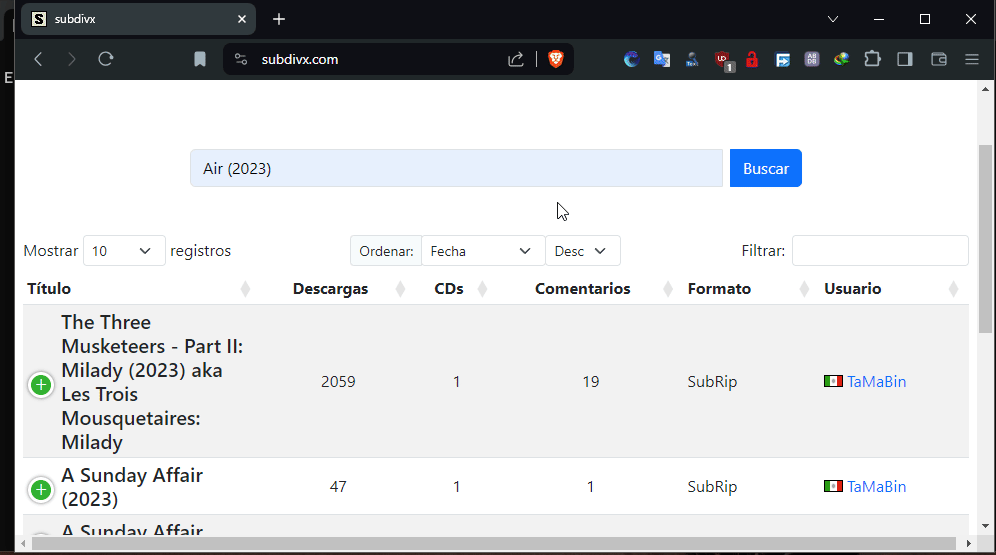 subdivx
E
subdivx.com
1
Air (2023)
Buscar
Mostrar 10 registros
Ordenar: Fecha Desc
Filtrar:
Título Descargas CDs Comentarios Formato Usuario
The Three
Musketeers - Part II:
Milady (2023) aka
Les Trois
Mousquetaires:
Milady
2059 1 19 SubRip TaMaBin
A Sunday Affair
(2023)
47 1 1 SubRip TaMaBin
A Sunday Affair